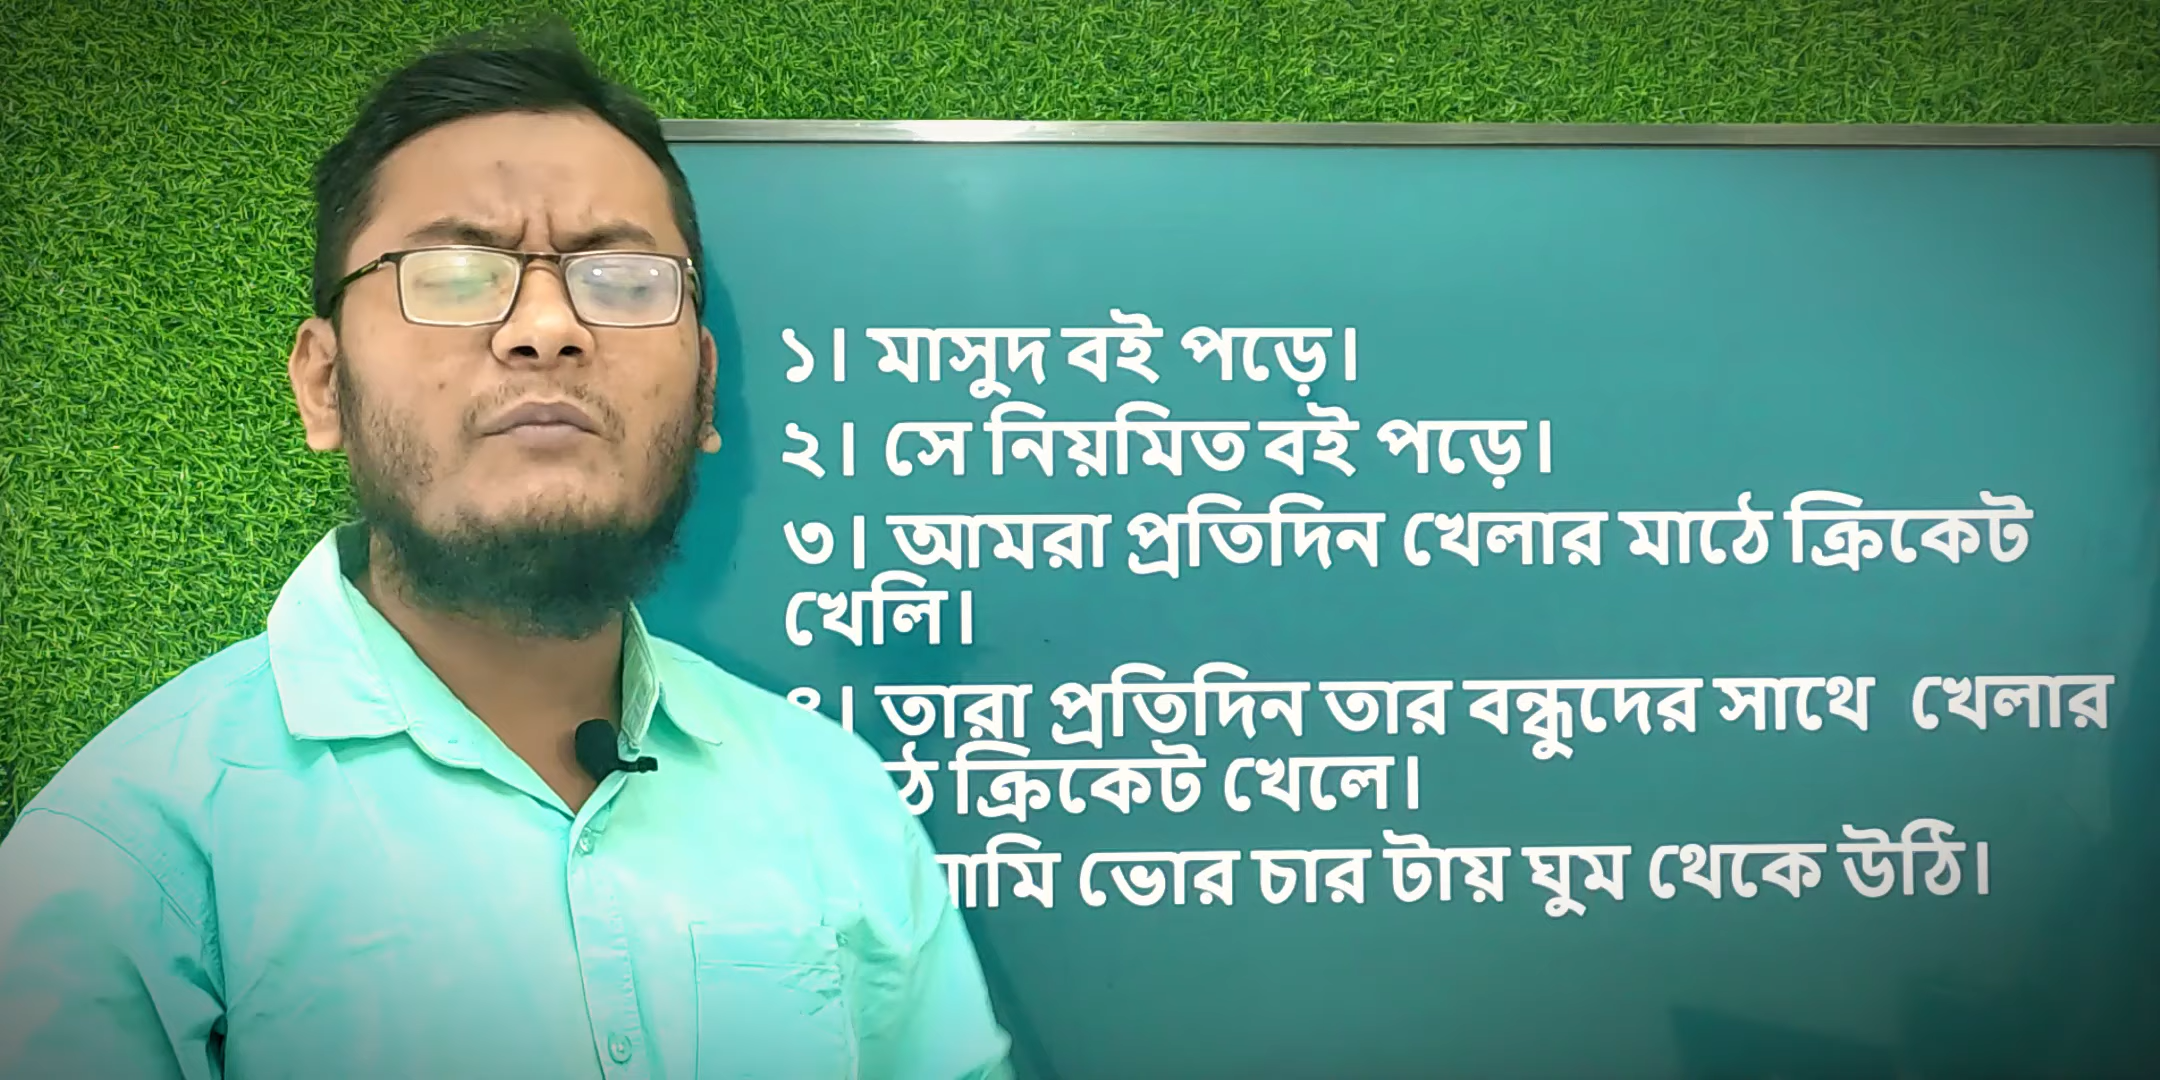 ১। মাসুদ বই পড়ে।
২। সে নিয়মিত বই পড়ে।
৩। আমরা প্রতিদিন খেলার মাঠে ক্রিকেট
খেলি।
তারা প্রতিদিন তার বন্ধুদের সাথে খেলার
ক্রিকেট খেলে।
ভোর চার টায় ঘুম থেকে উঠি।